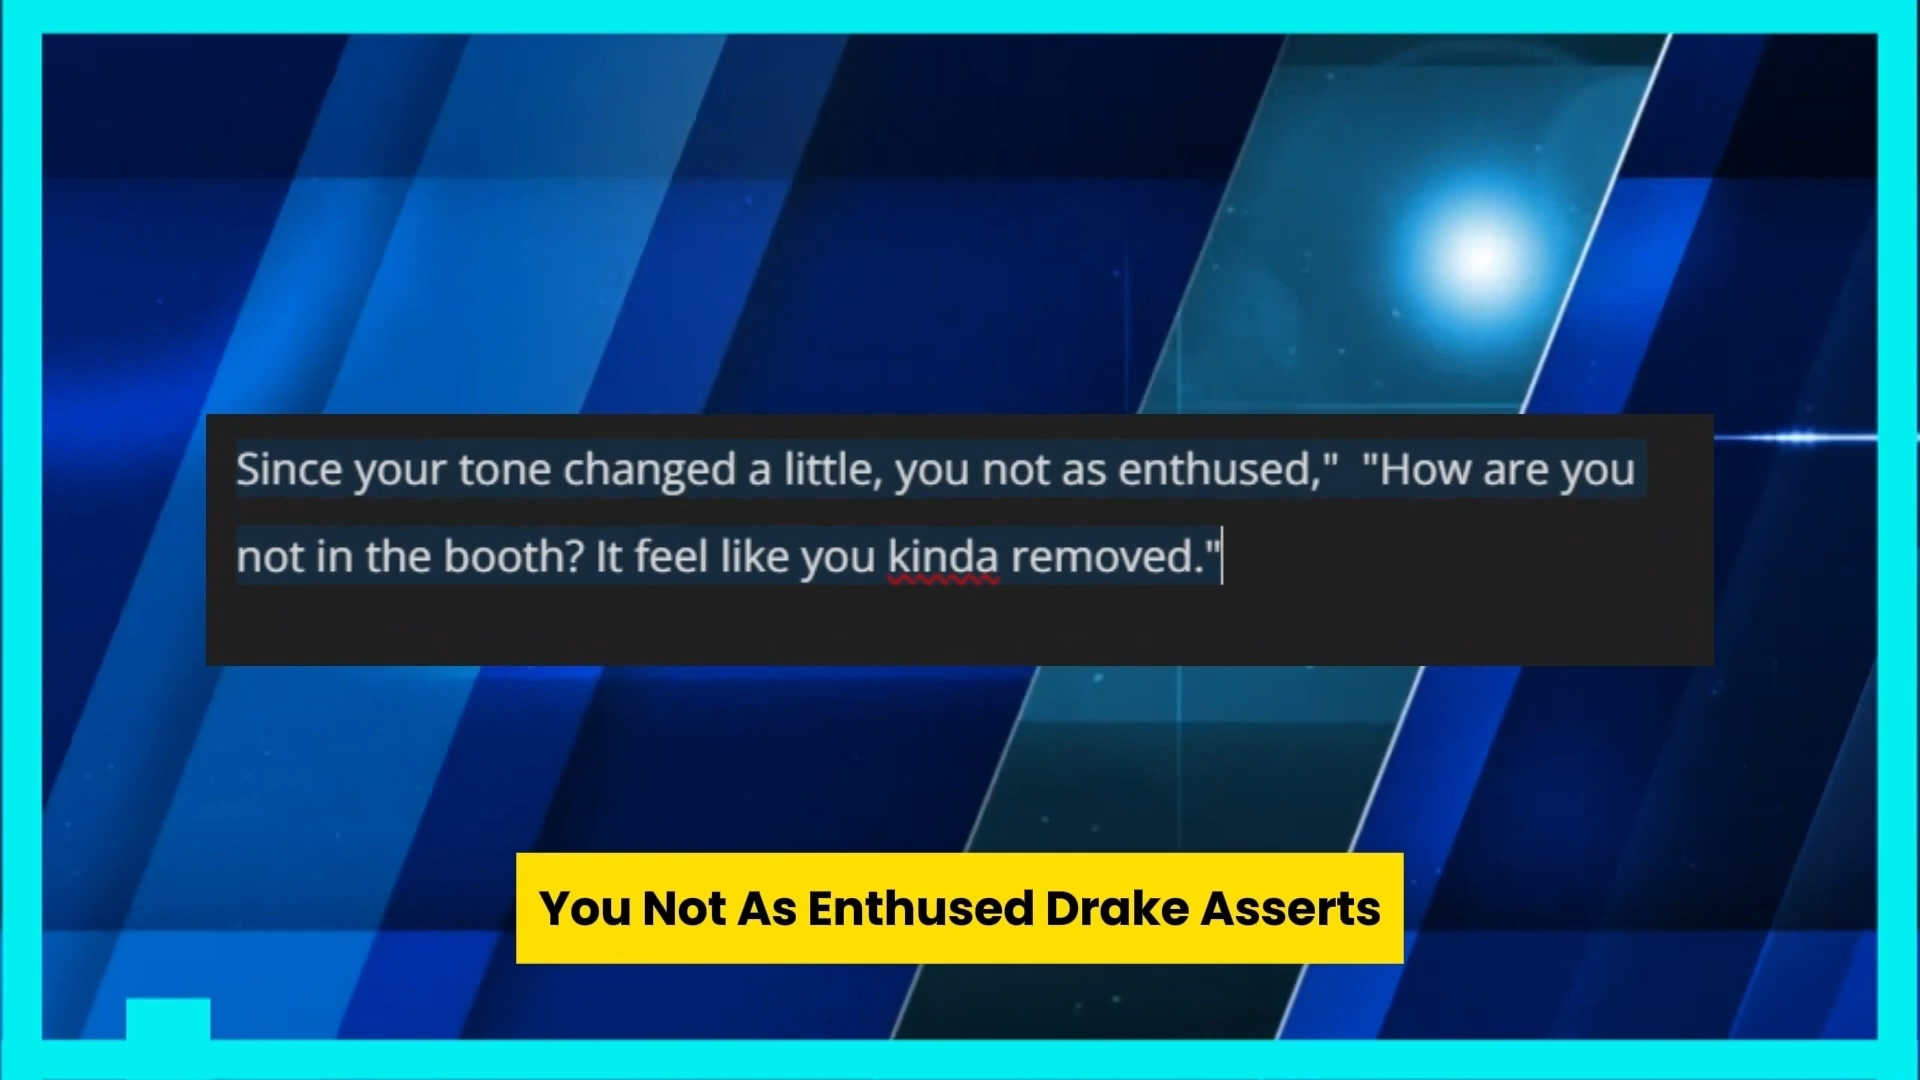 Since your tone changed a little, you not as enthused,"  "How are you
not in the booth? It feel like you kinda removed."
You Not As Enthused Drake Asserts